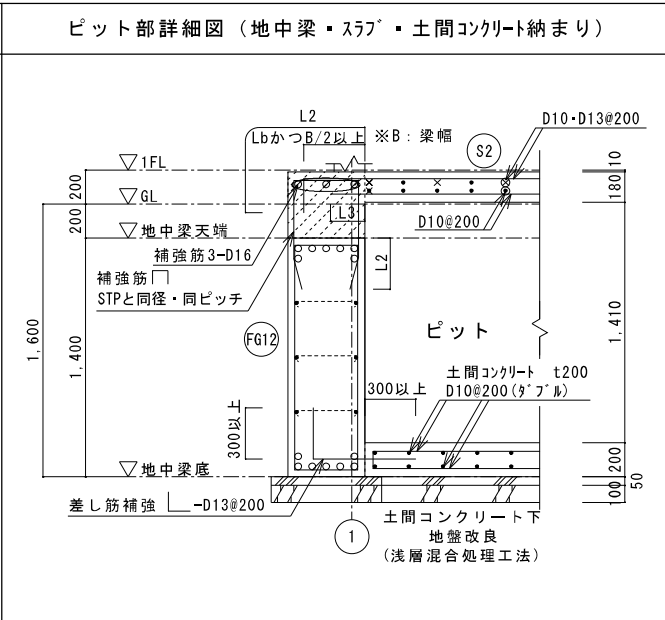 ピット部詳細図（地中梁・スラブ・土間コンクリート納まり）
L2
LbかつB/2以上 ※B：梁幅
S2
D10・D13@200
1FL
GL
地中梁天端
200
200
10
180
L3
D10@200
補強筋3-D16
補強筋
STPと同径・同ピッチ
L2
FG12
ピット
1,600
1,400
1,410
土間コンクリート t200
D10@200(ダブル)
300以上
300以上
地中梁底
200
100
50
差し筋補強 -D13@200
1
土間コンクリート下
地盤改良
(浅層混合処理工法)